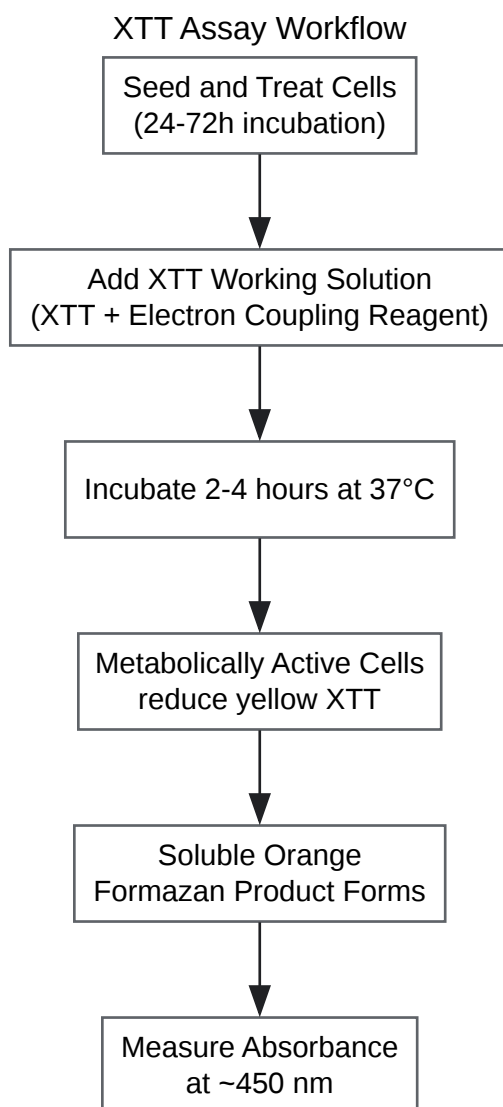 XTT Assay Workflow
Seed and Treat Cells
(24-72h incubation)
Add XTT Working Solution
(XTT + Electron Coupling Reagent)
Incubate 2-4 hours at 37°C
Metabolically Active Cells
reduce yellow XTT
Soluble Orange
Formazan Product Forms
Measure Absorbance
at ~450 nm